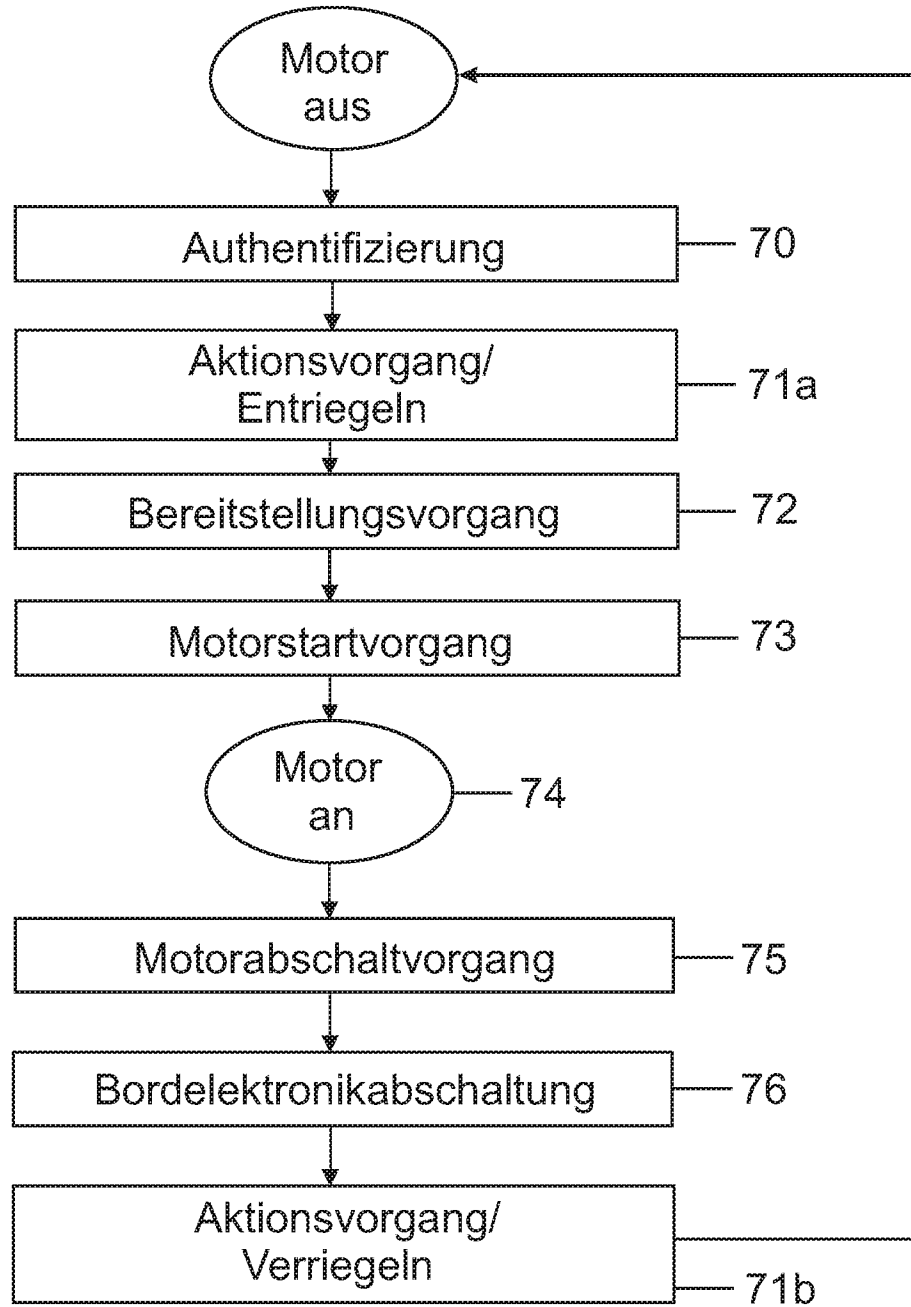 Motor
aus
Authentifizierung
70
Aktionsvorgang/
Entriegeln
71a
Bereitstellungsvorgang
72
Motorstartvorgang
73
Motor
an
74
Motorabschaltvorgang
75
Bordelektronikabschaltung
76
Aktionsvorgang/
Verriegeln
71b